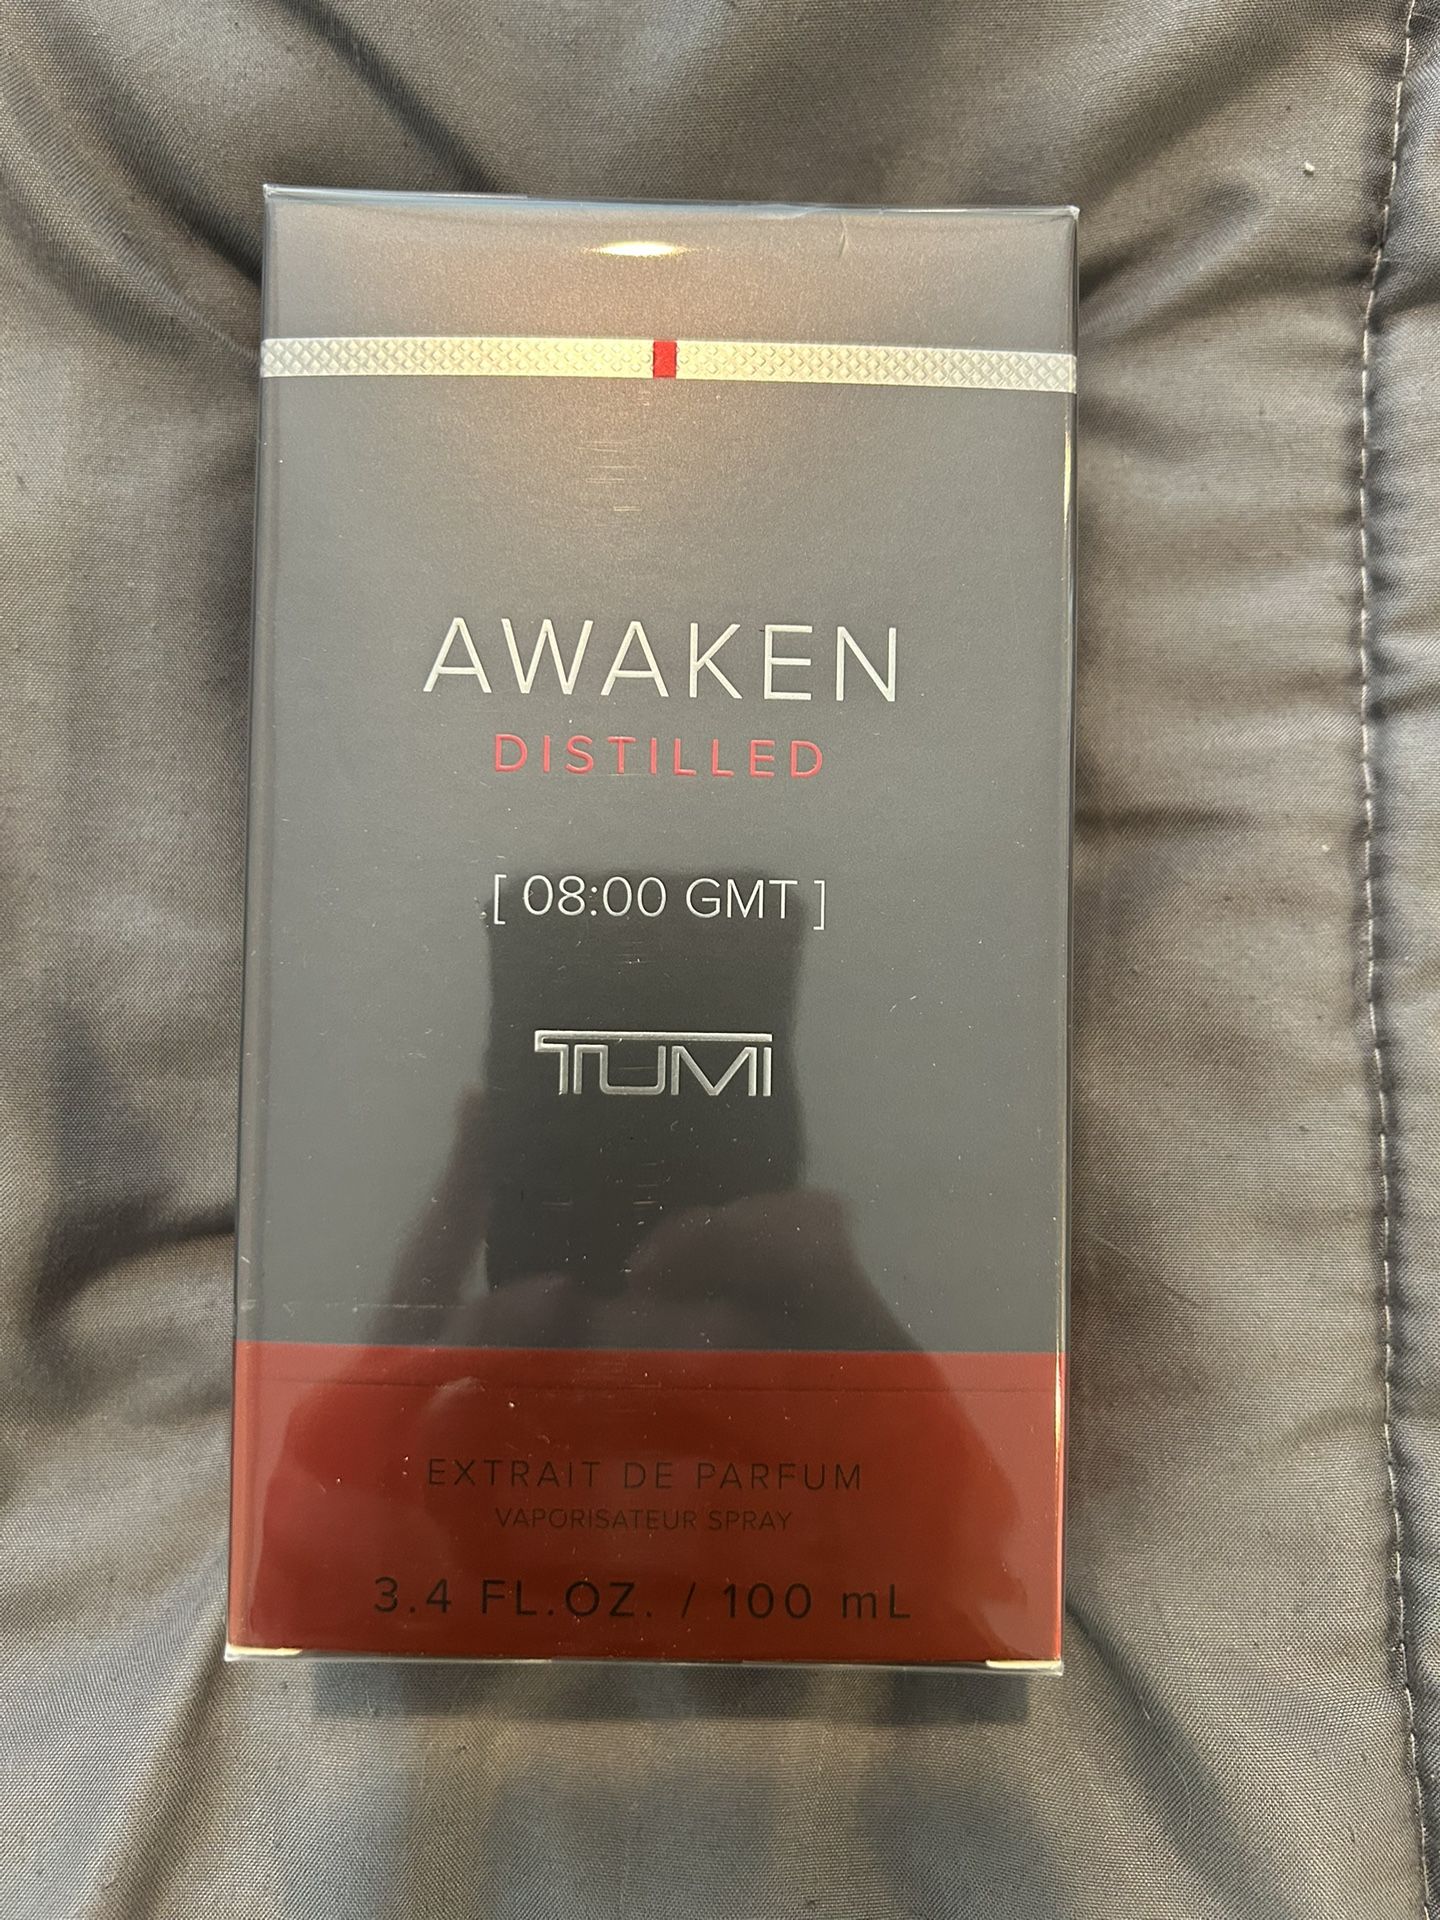 AWAKEN
DISTILLED
[ 08:00 GMT ]
TUMI
EXTRAIT DE PARFUM
VAPORISATEUR SPRAY
3.4 FL.OZ. / 100 mL